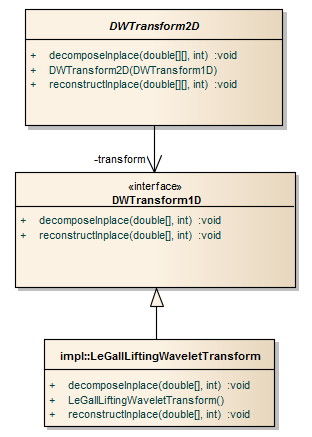 DWTransform2D
+ decomposeInplace(double[][], int) :void
+ DWTransform2D(DWTransform1D)
+ reconstructInplace(double[][], int) :void
-transform
«interface»
DWTransform1D
+ decomposeInplace(double[], int) :void
+ reconstructInplace(double[], int) :void
impl::LeGallLiftingWaveletTransform
+ decomposeInplace(double[], int) :void
+ LeGallLiftingWaveletTransform()
+ reconstructInplace(double[], int) :void